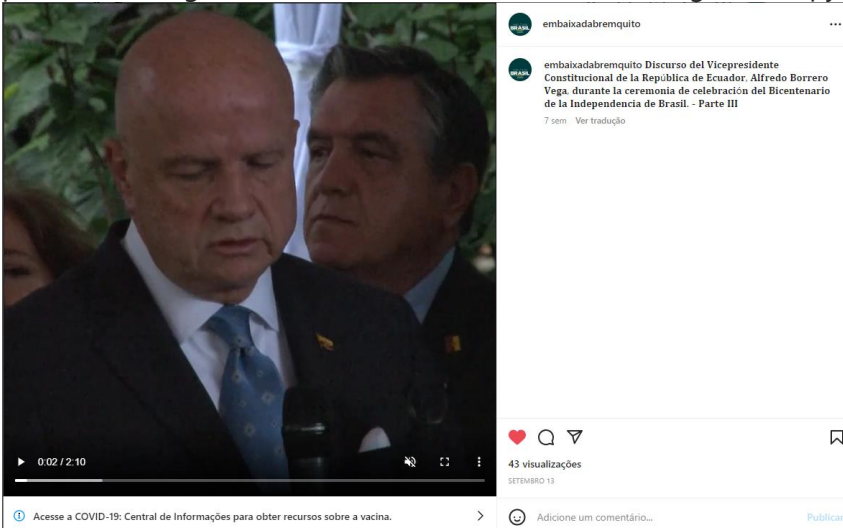 embaixadabremquito
embaixadabremquito Discurso del Vicepresidente
Constitucional de la República de Ecuador, Alfredo Borrero
Vega, durante la ceremonia de celebración del Bicentenario
de la Independencia de Brasil. - Parte III
7 sem Ver tradução
0:02 / 2:10
43 visualizações
SETEMBRO 13
Acesse a COVID-19: Central de Informações para obter recursos sobre a vacina.
Adicione um comentário...
Publicar